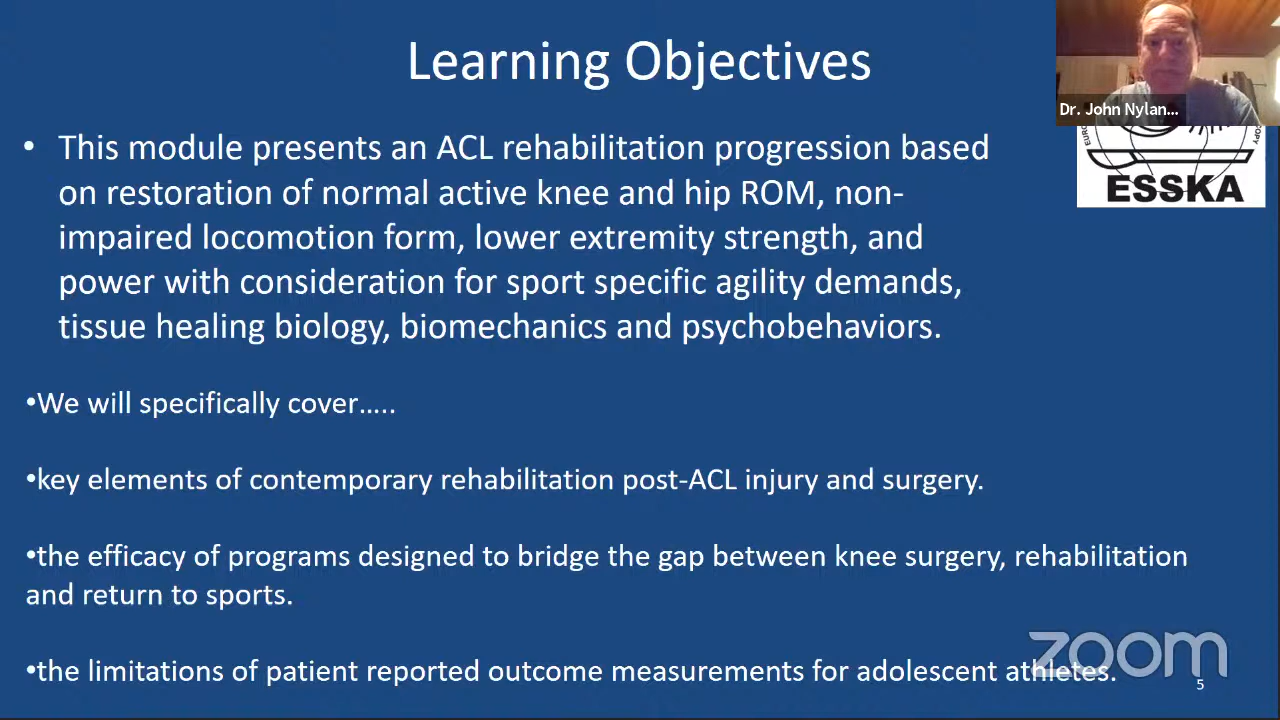 Learning Objectives
Dr. John Nylan...
• This module presents an ACL rehabilitation progression based
on restoration of normal active knee and hip ROM, non-
impaired locomotion form, lower extremity strength, and
power with consideration for sport specific agility demands,
tissue healing biology, biomechanics and psychobehaviors.
ESSKA
•We will specifically cover…..
•key elements of contemporary rehabilitation post-ACL injury and surgery.
•the efficacy of programs designed to bridge the gap between knee surgery, rehabilitation
and return to sports.
•the limitations of patient reported outcome measurements for adolescent athletes.
zoom
5